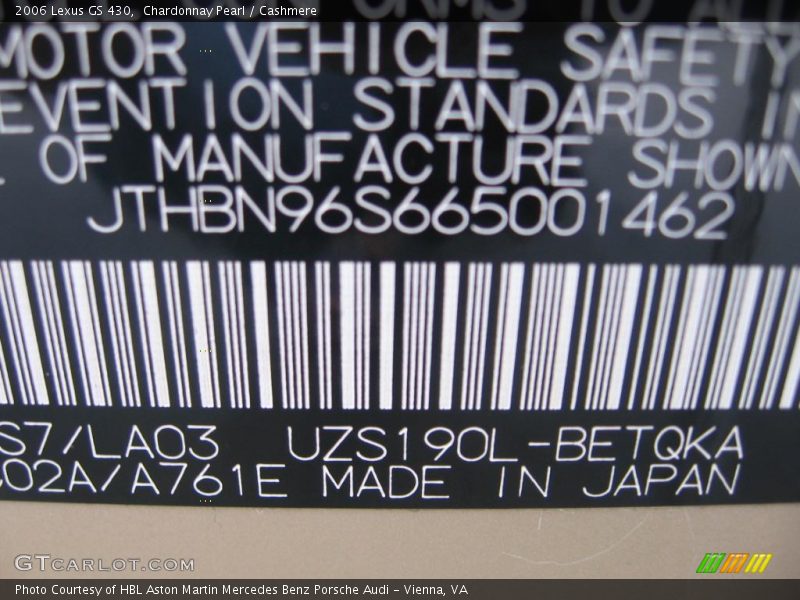 2006 Lexus GS 430, Chardonnay Pearl / Cashmere
TO
MOTOR VEHICLE SAFETY
STANDARDS
OF MANUFACTURE SHOWN
JTHBN96S665001462
S7/LA03 UZS190L-BETQKA
02A/A761E MADE IN JAPAN
GTCARLOT.COM
Photo Courtesy of HBL Aston Martin Mercedes Benz Porsche Audi – Vienna, VA